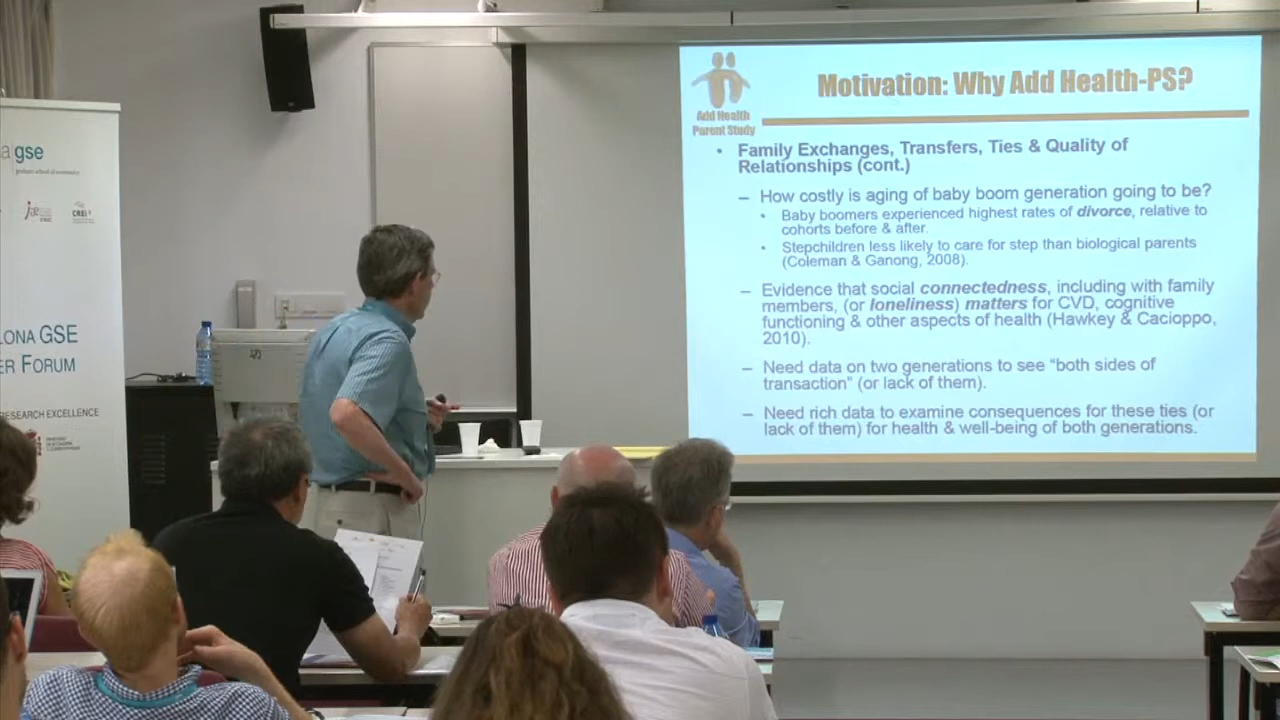 gse
graduate school of economics
CREi
LONA GSE
ER FORUM
RESEARCH EXCELLENCE
Add Health
Parent Study
Motivation: Why Add Health-PS?
• Family Exchanges, Transfers, Ties & Quality of
Relationships (cont.)
– How costly is aging of baby boom generation going to be?
• Baby boomers experienced highest rates of divorce, relative to
cohorts before & after.
• Stepchildren less likely to care for step than biological parents
(Coleman & Ganong, 2008).
– Evidence that social connectedness, including with family
members, (or loneliness) matters for CVD, cognitive
functioning & other aspects of health (Hawkey & Cacioppo,
2010).
– Need data on two generations to see “both sides of
transaction” (or lack of them).
– Need rich data to examine consequences for these ties (or
lack of them) for health & well-being of both generations.